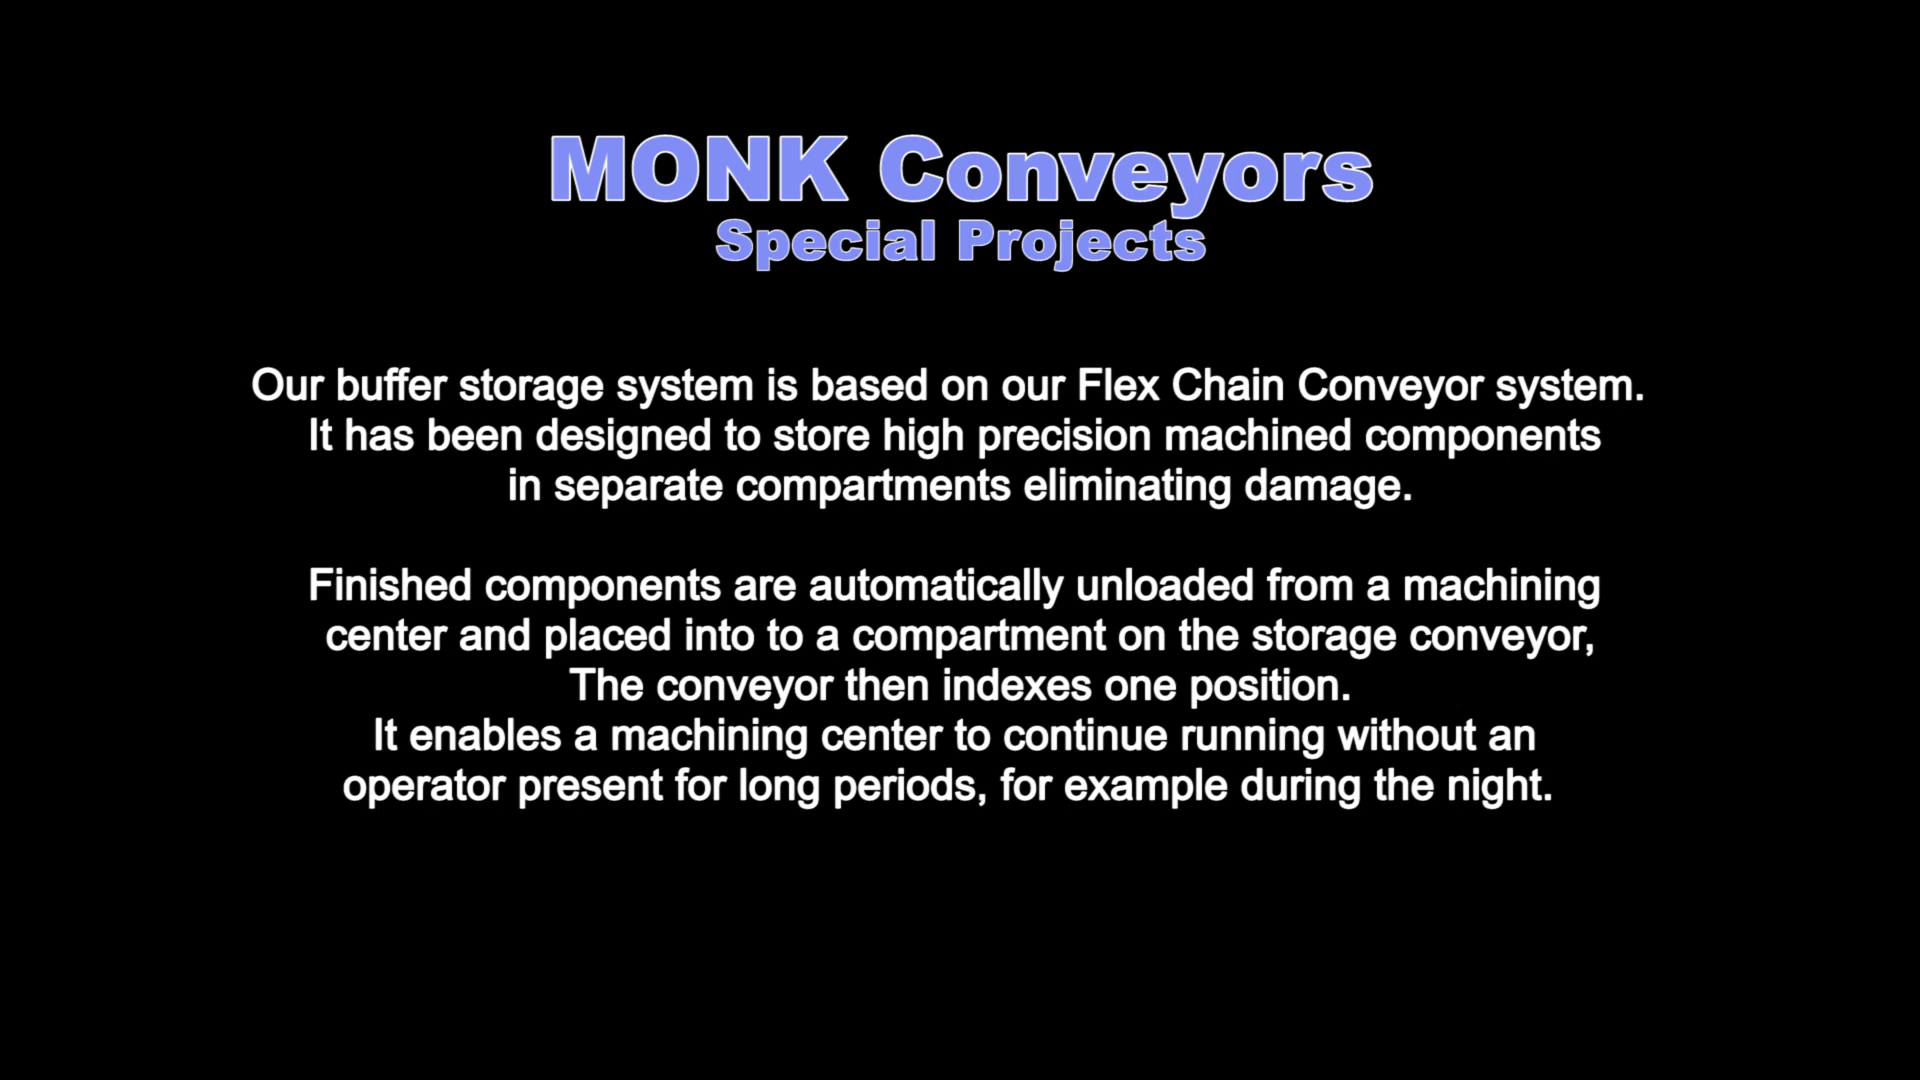 MONK Conveyors
Special Projects
Our buffer storage system is based on our Flex Chain Conveyor system.
It has been designed to store high precision machined components
in separate compartments eliminating damage.
Finished components are automatically unloaded from a machining
center and placed into to a compartment on the storage conveyor,
The conveyor then indexes one position.
It enables a machining center to continue running without an
operator present for long periods, for example during the night.